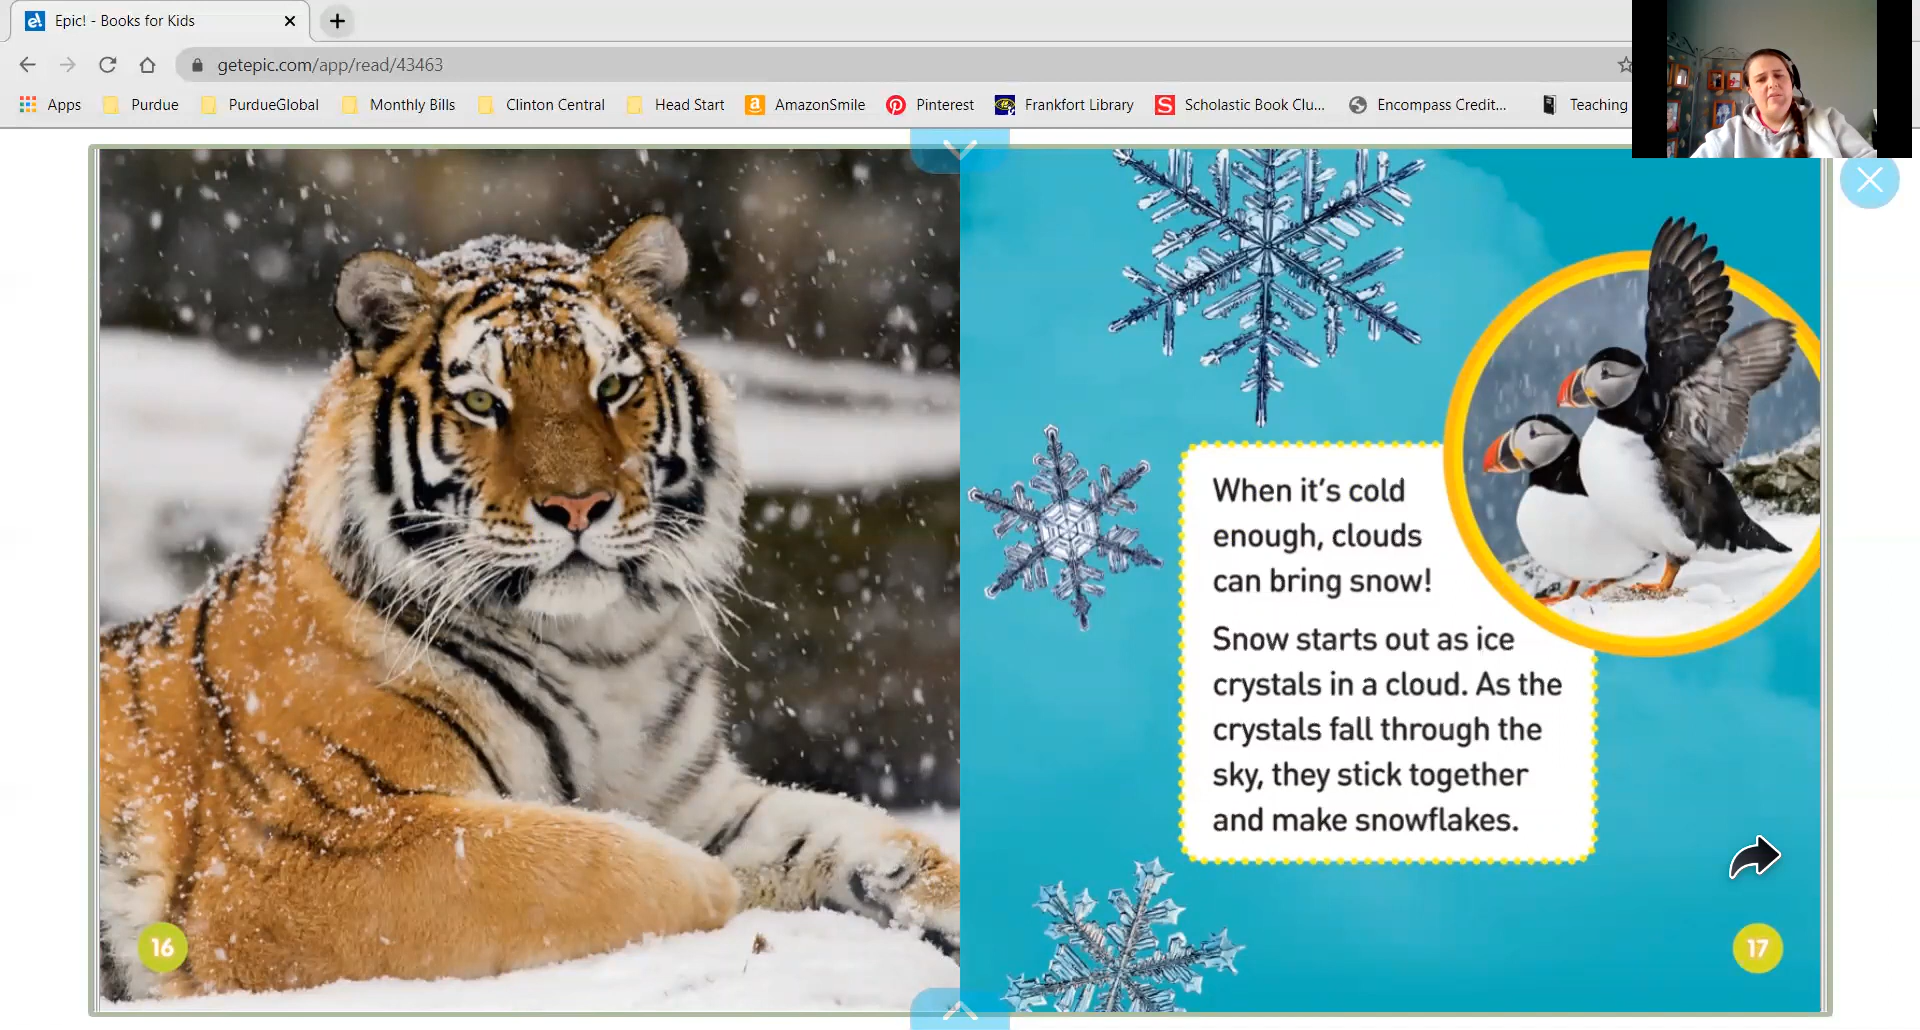 Epic! - Books for Kids
getepic.com/app/read/43463
Apps Purdue PurdueGlobal Monthly Bills Clinton Central Head Start AmazonSmile Pinterest Frankfort Library Scholastic Book Clu... Encompass Credit... Teaching
When it's cold
enough, clouds
can bring snow!
Snow starts out as ice
crystals in a cloud. As the
crystals fall through the
sky, they stick together
and make snowflakes.
16
17